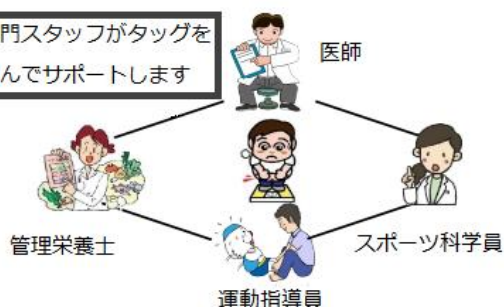 門スタッフがタッグを
んでサポートします
医師
管理栄養士
スポーツ科学員
運動指導員